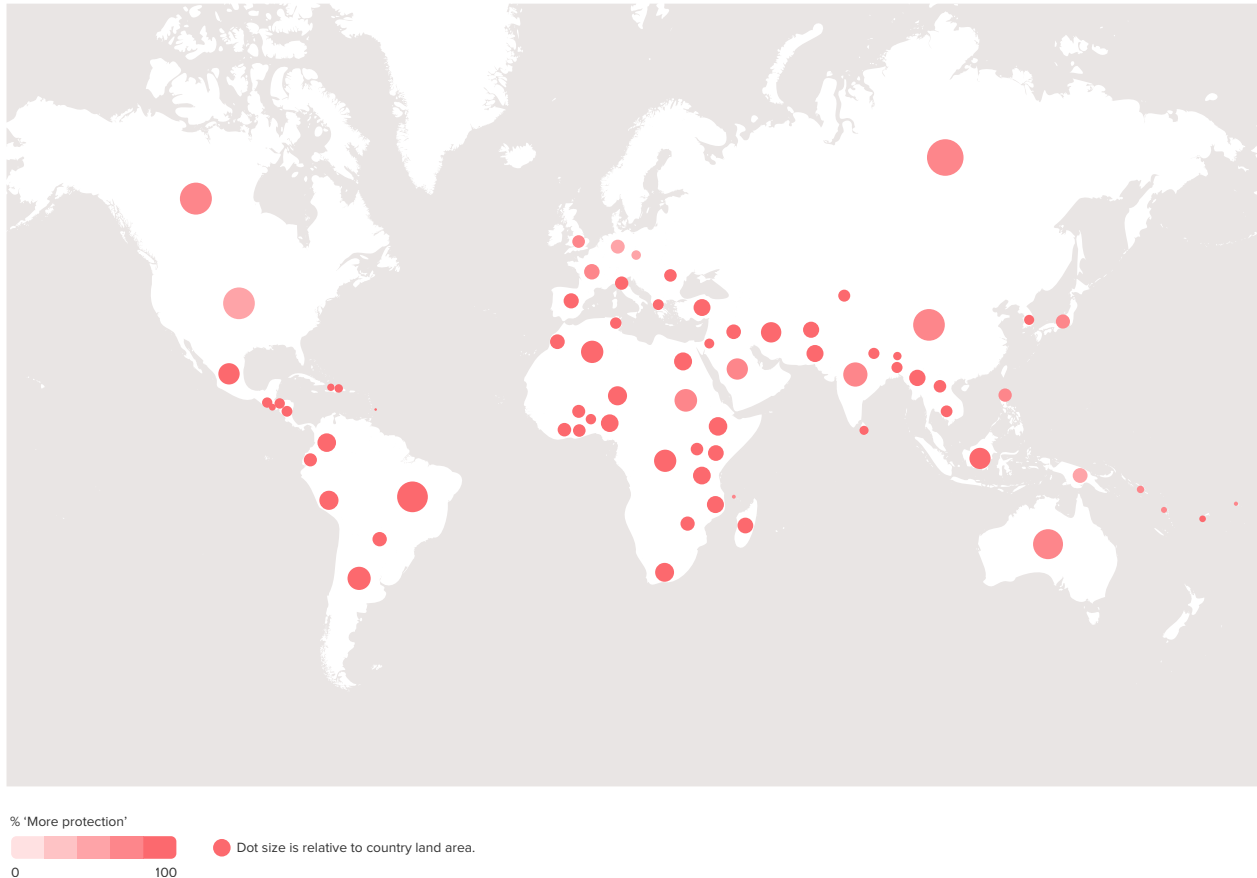 % ‘More protection’
Dot size is relative to country land area.
0 100